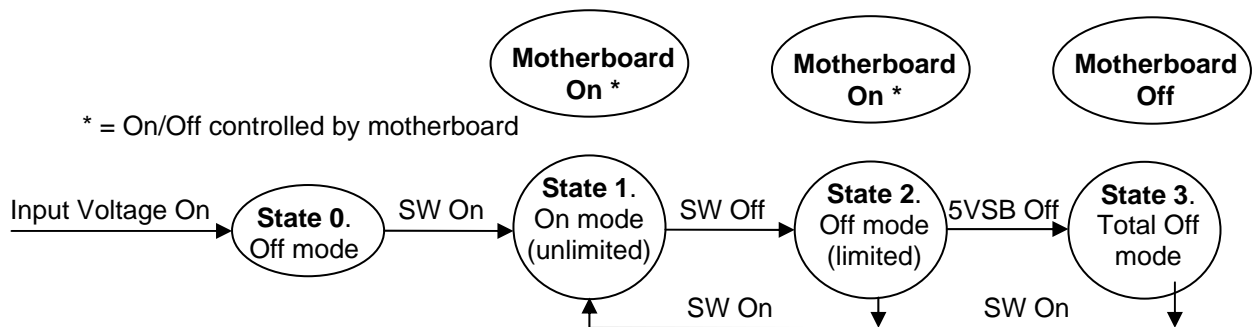 Motherboard
On *
Motherboard
On *
Motherboard
Off
* = On/Off controlled by motherboard
Input Voltage On
State 0.
Off mode
SW On
State 1.
On mode
(unlimited)
SW Off
State 2.
Off mode
(limited)
5VSB Off
State 3.
Total Off
mode
SW On
SW On